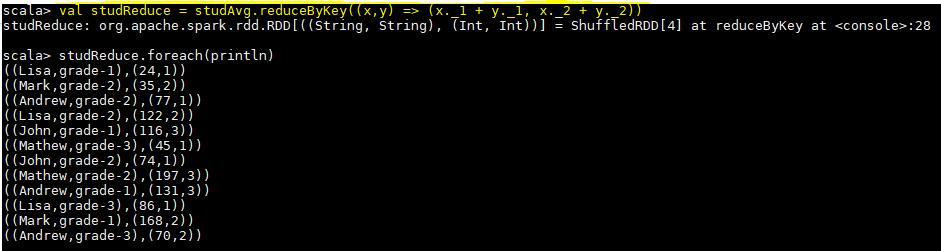 scala> val studReduce = studAvg.reduceByKey((x,y) => (x._1 + y._1, x._2 + y._2))
studReduce: org.apache.spark.rdd.RDD[((String, String), (Int, Int))] = ShuffledRDD[4] at reduceByKey at <console>:28
scala> studReduce.foreach(println)
((Lisa,grade-1),(24,1))
((Mark,grade-2),(35,2))
((Andrew,grade-2),(77,1))
((Lisa,grade-2),(122,2))
((John,grade-1),(116,3))
((Mathew,grade-3),(45,1))
((John,grade-2),(74,1))
((Mathew,grade-2),(197,3))
((Andrew,grade-1),(131,3))
((Lisa,grade-3),(86,1))
((Mark,grade-1),(168,2))
((Andrew,grade-3),(70,2))